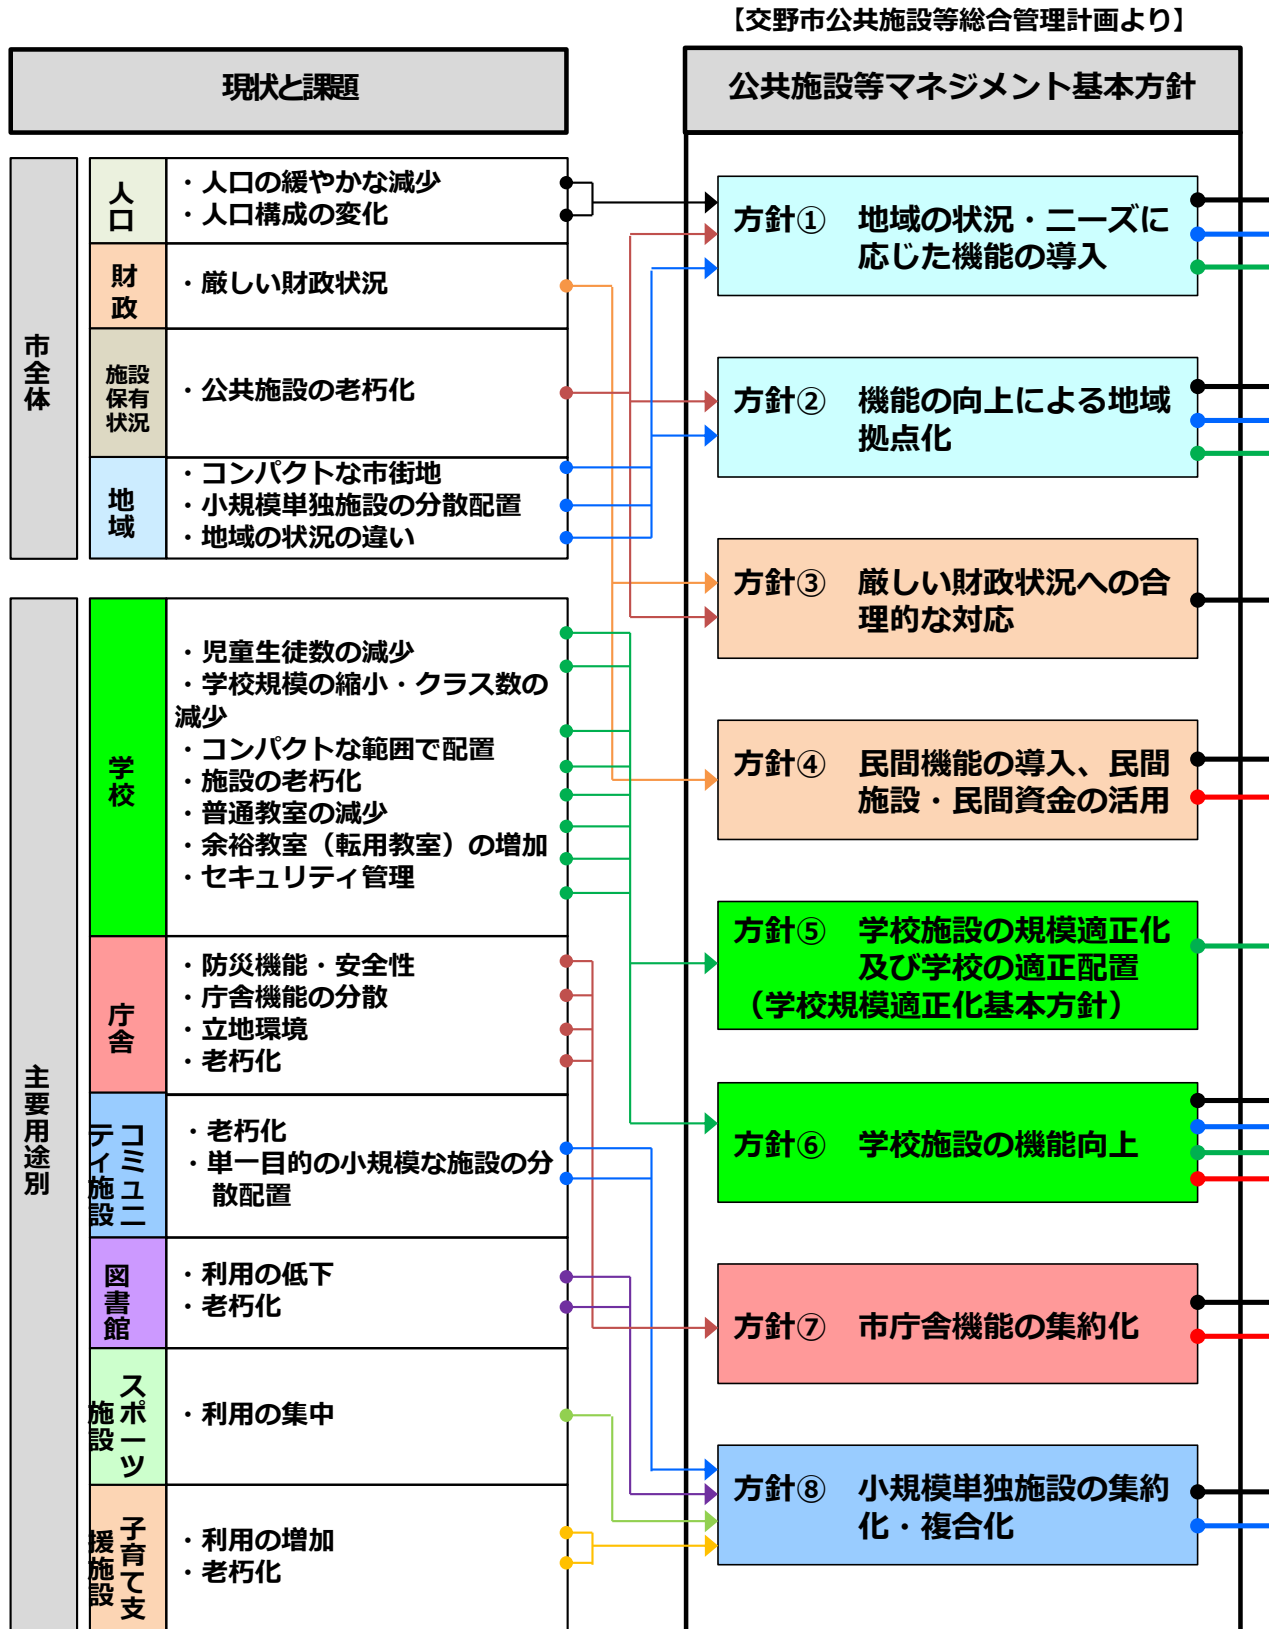 【交野市公共施設等総合管理計画より】
現状と課題
市全体
人口
・人口の緩やかな減少
・人口構成の変化
財政
・厳しい財政状況
施設
保有
状況
・公共施設の老朽化
地域
・コンパクトな市街地
・小規模単独施設の分散配置
・地域の状況の違い
主要用途別
学校
・児童生徒数の減少
・学校規模の縮小・クラス数の
減少
・コンパクトな範囲で配置
・施設の老朽化
・普通教室の減少
・余裕教室（転用教室）の増加
・セキュリティ管理
庁舎
・防災機能・安全性
・庁舎機能の分散
・立地環境
・老朽化
コミュニ
ティ施設
・老朽化
・単一目的の小規模な施設の分
散配置
図書館
・利用の低下
・老朽化
スポーツ
施設
・利用の集中
子育て支
援施設
・利用の増加
・老朽化
公共施設等マネジメント基本方針
方針①　地域の状況・ニーズに
応じた機能の導入
方針②　機能の向上による地域
拠点化
方針③　厳しい財政状況への合
理的な対応
方針④　民間機能の導入、民間
施設・民間資金の活用
方針⑤　学校施設の規模適正化
及び学校の適正配置
（学校規模適正化基本方針）
方針⑥　学校施設の機能向上
方針⑦　市庁舎機能の集約化
方針⑧　小規模単独施設の集約
化・複合化